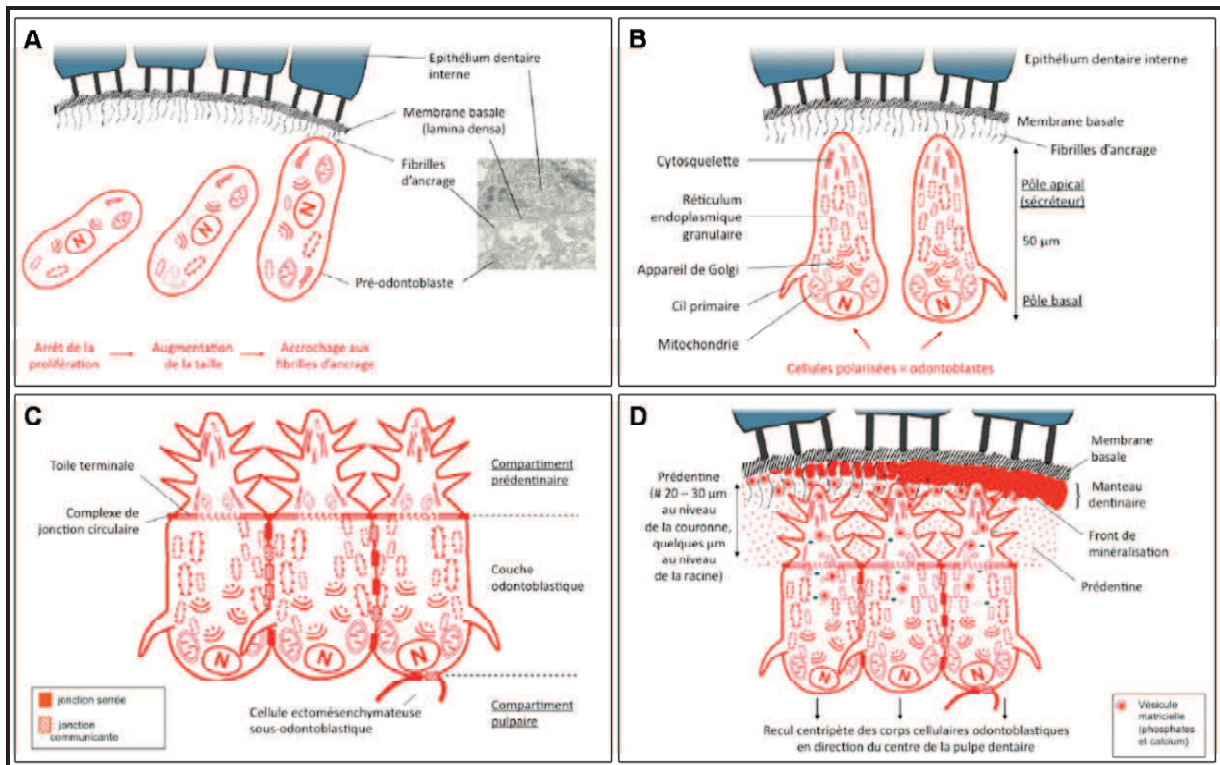 A
Epithélium dentaire
interne
Membrane basale
(lamina densa)
Fibrilles
d'ancrage
N
N
N
Pré-odontoblaste
Arrêt de la
prolifération
Augmentation
de la taille
Accrochage aux
fibrilles d'ancrage
B
Epithélium dentaire interne
Membrane basale
Fibrilles d'ancrage
Cytosquelette
Réticulum
endoplasmique
granulaire
Appareil de Golgi
Cil primaire
Mitochondrie
Pôle apical
(sécréteur)
50 µm
Pôle basal
N
N
Cellules polarisées = odontoblastes
C
Toile terminale
Complexe de
jonction circulaire
Compartiment
prédentinaire
Couche
odontoblastique
N
N
N
Compartiment
pulpaire
Cellule ectomésenchymateuse
sous-odontoblastique
: jonction serrée
: jonction
communicante
D
Membrane
basale
Manteau
dentinaire
Front de
minéralisation
Prédentine
Prédentine
(# 20 – 30 µm
au niveau
de la couronne,
quelques µm
au niveau
de la racine)
N
N
N
Recul centripète des corps cellulaires odontoblastiques
en direction du centre de la pulpe dentaire
Vésicule
matricielle
(phosphates
et calcium)